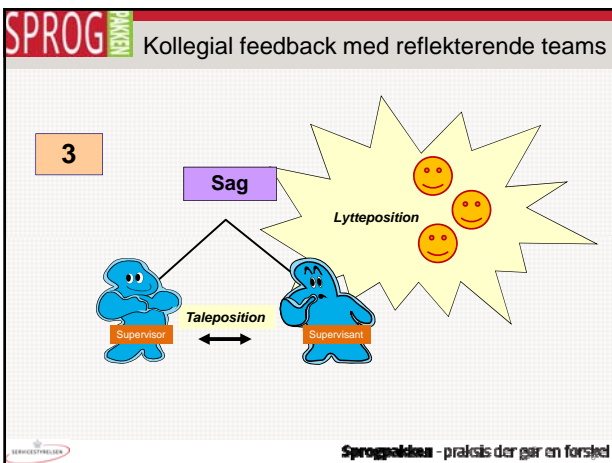 SPROG PAKKEN
Kollegial feedback med reflekterende teams
3
Sag
Lytteposition
Taleposition
Supervisor
Supervisant
SERVICESTYRELSEN
Sprogpakken - praksis der gør en forskel